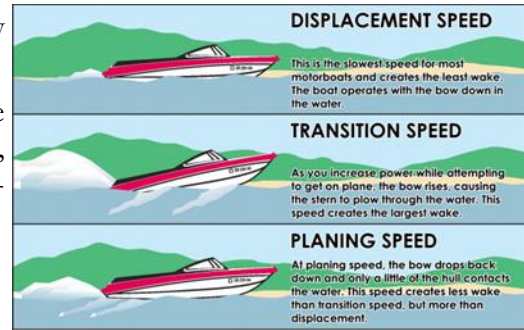 y
DISPLACEMENT SPEED
This is the slowest speed for most
motorboats and creates the least wake.
The boat operates with the bow down in
the water.
e
TRANSITION SPEED
,
As you increase power while attempting
to get on plane, the bow rises, causing
-
the stern to plow through the water. This
speed creates the largest wake.
PLANING SPEED
At planing speed, the bow drops back
down and only a little of the hull contacts
the water. This speed creates less wake
than transition speed, but more than
displacement.